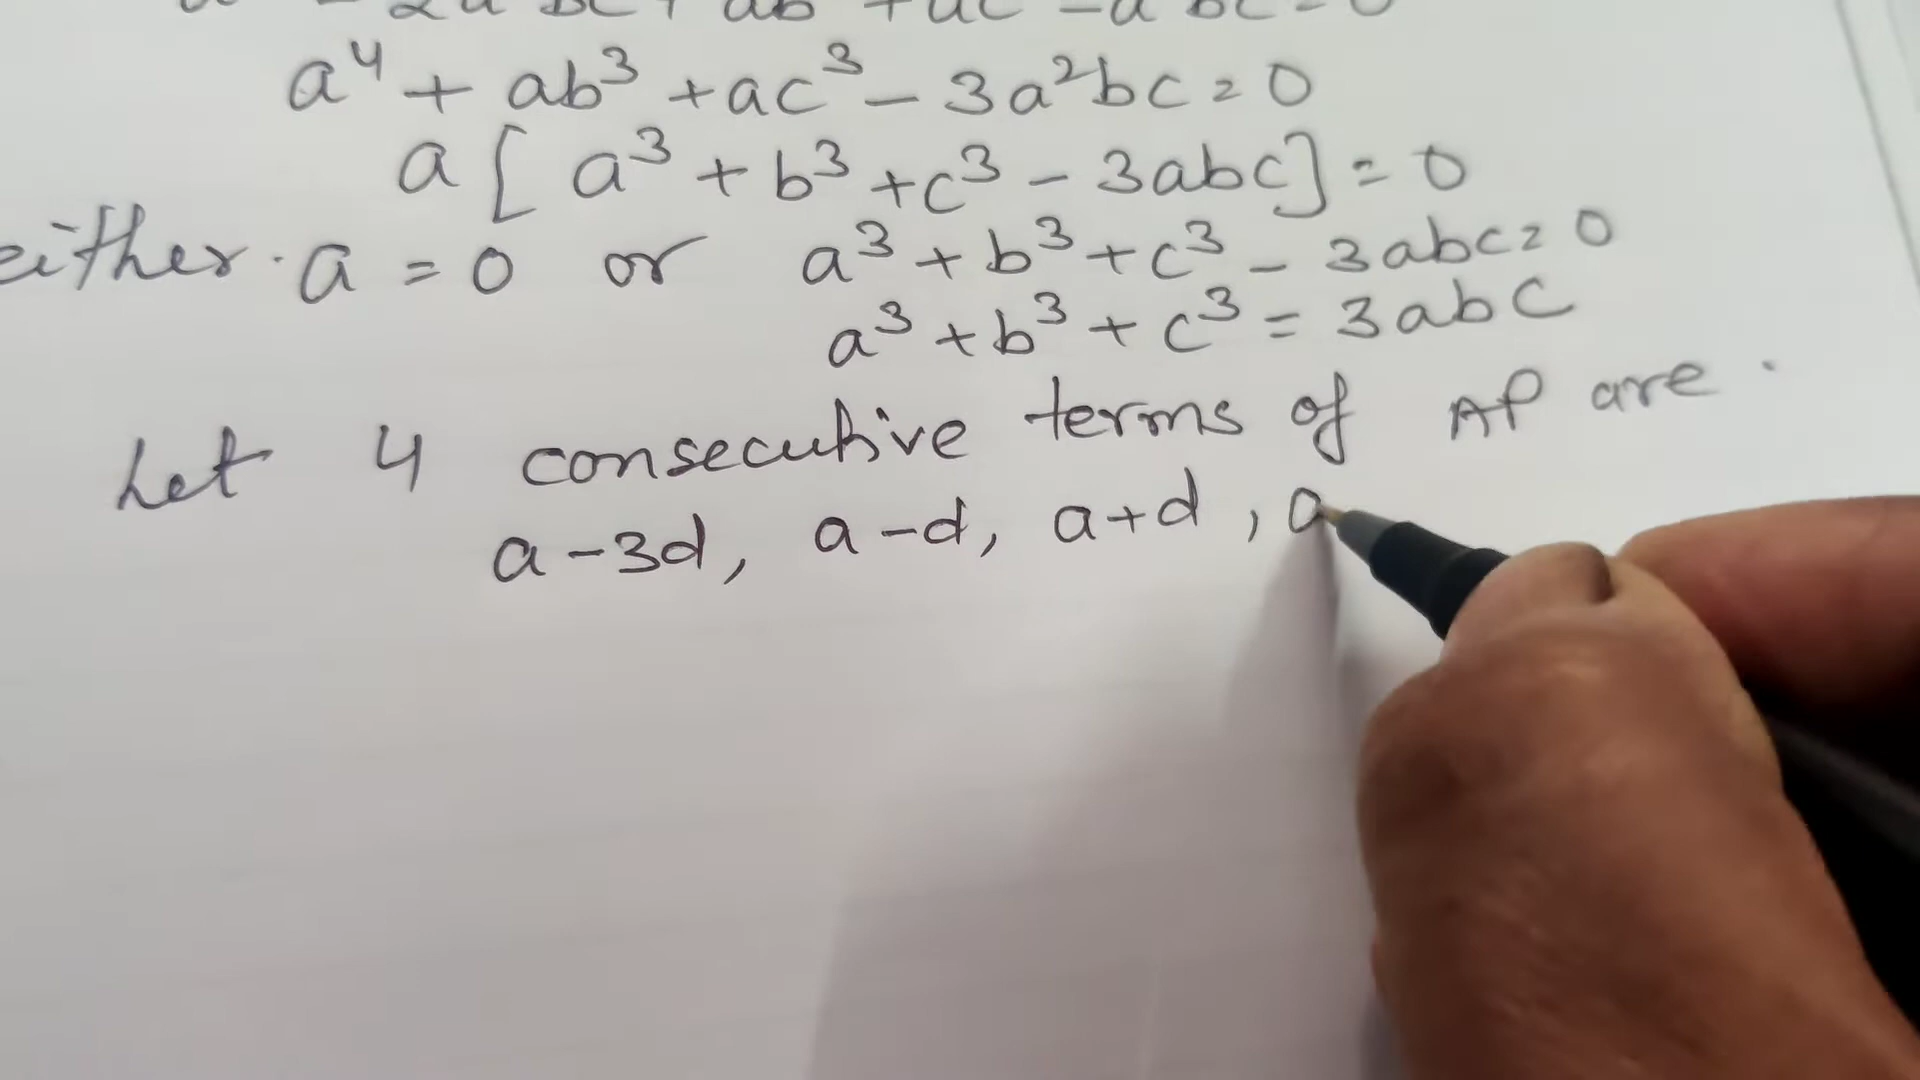 a⁴ + ab³ + ac³ - 3a²bc = 0
a [ a³ + b³ + c³ - 3abc] = 0
either. a = 0 or a³ + b³ + c³ - 3abc = 0
a³ + b³ + c³ = 3abc
Let 4 consecutive terms of AP are.
a - 3d, a - d, a + d, a